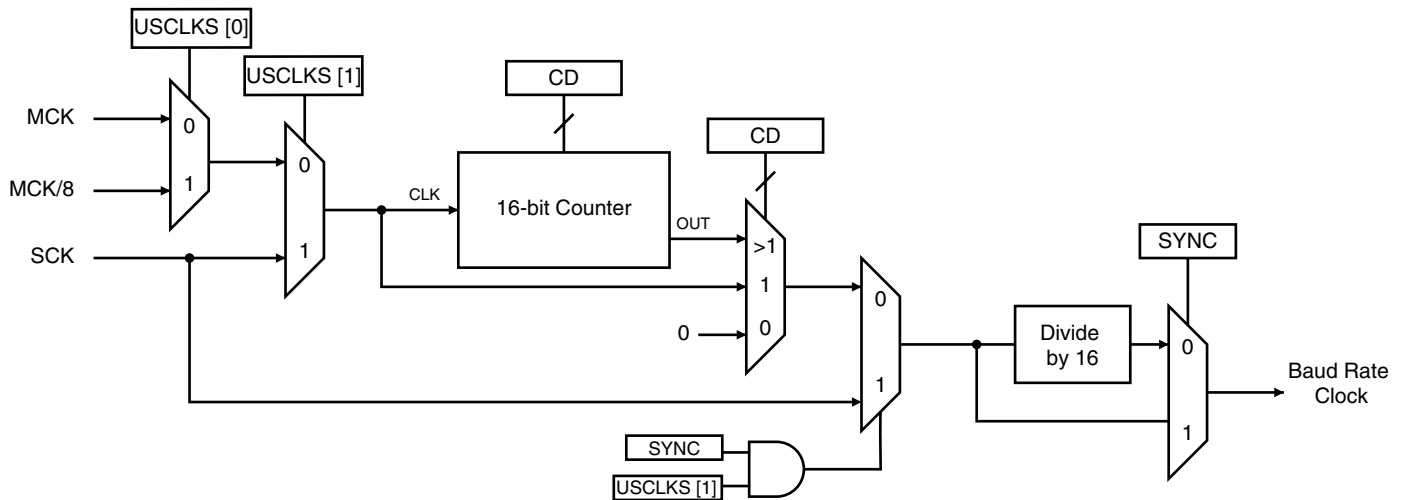 USCLKS [0]
USCLKS [1]
CD
MCK
0
CD
0
MCK/8
1
CLK
16-bit Counter
OUT
SYNC
SCK
1
>1
1
0
0
0
Divide
by 16
0
Baud Rate
Clock
1
1
SYNC
USCLKS [1]